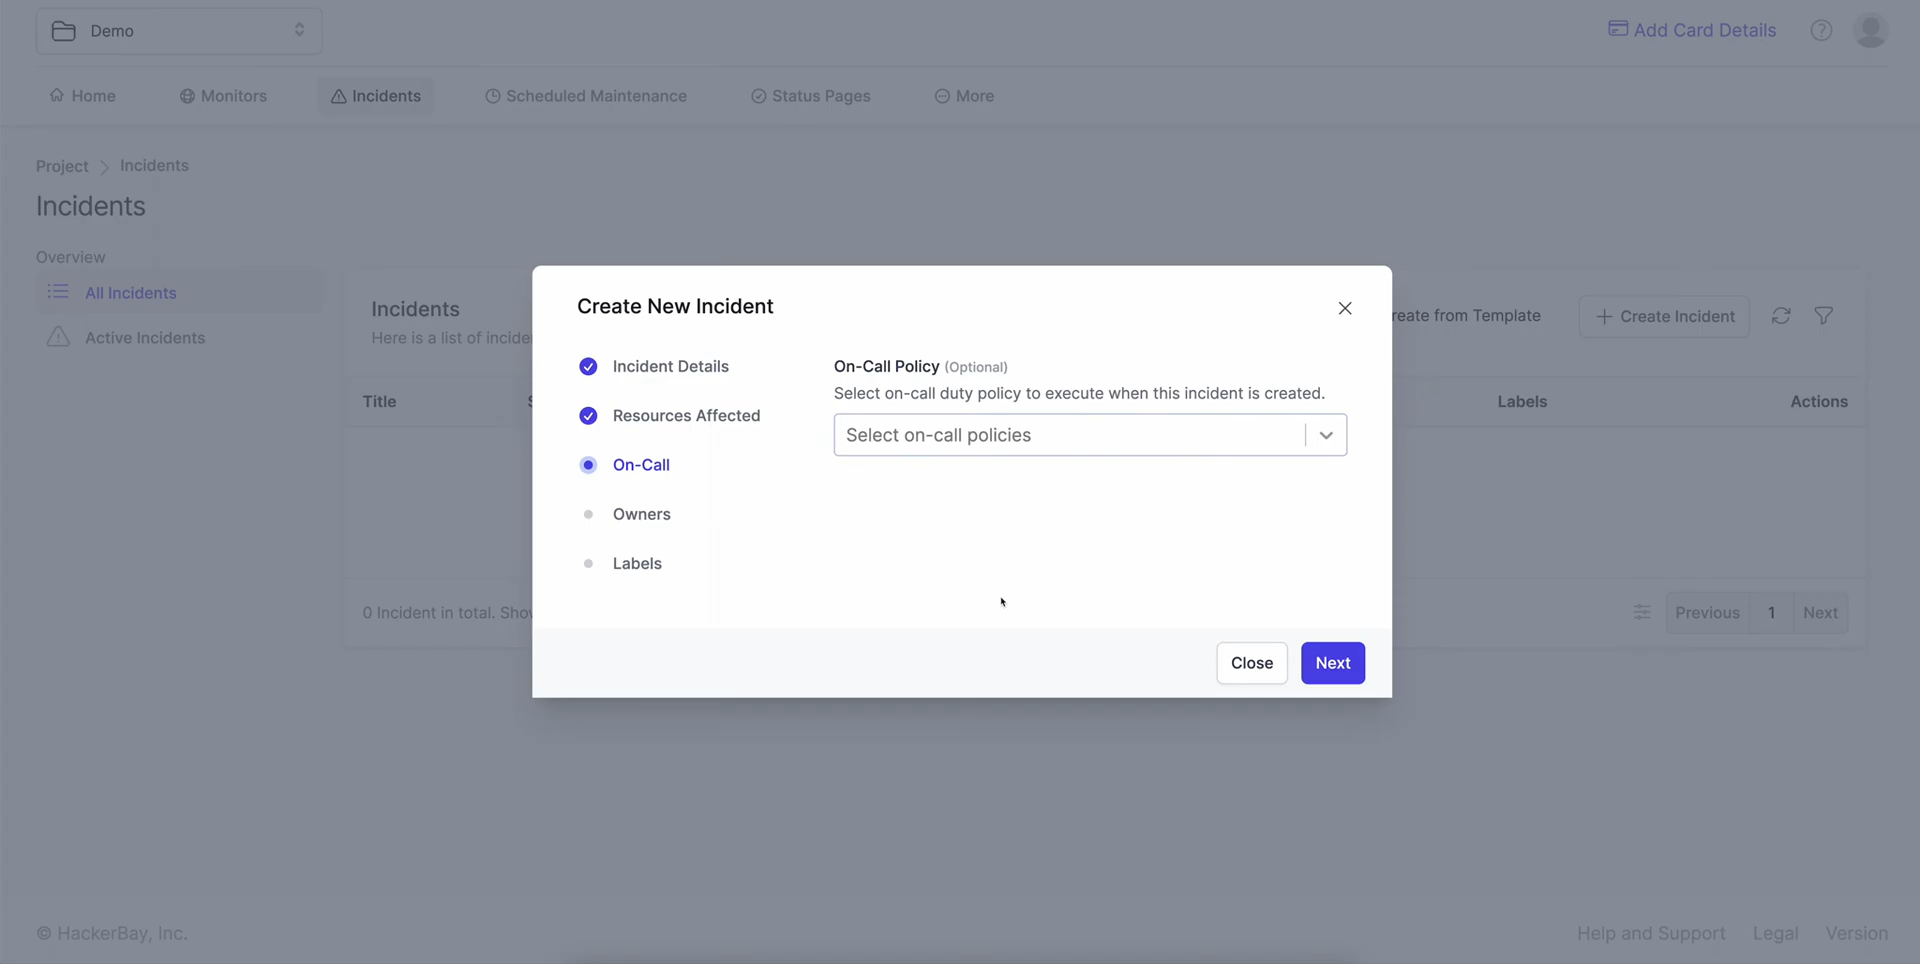 Demo
Add Card Details
Home
Monitors
Incidents
Scheduled Maintenance
Status Pages
More
Project
Incidents
Incidents
Overview
All Incidents
Active Incidents
Incidents
Here is a list of
reate from Template
Create Incident
Title
Labels
Actions
0 Incident in total.
Previous
1
Next
Create New Incident
Incident Details
Resources Affected
On-Call
Owners
Labels
On-Call Policy (Optional)
Select on-call duty policy to execute when this incident is created.
Select on-call policies
Close
Next
© HackerBay, Inc.
Help and Support
Legal
Version